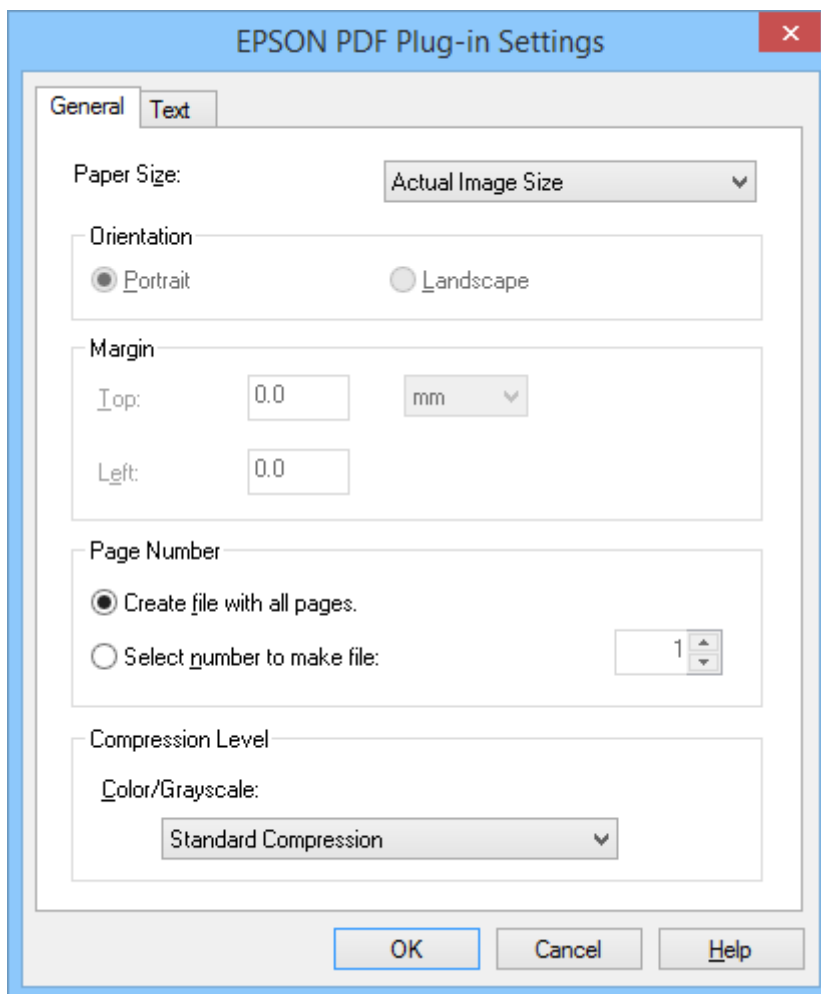 EPSON PDF Plug-in Settings
General Text
Paper Size: Actual Image Size
Orientation
Portrait Landscape
Margin
Top: 0.0 mm
Left: 0.0
Page Number
Create file with all pages.
Select number to make file: 1
Compression Level
Color/Grayscale:
Standard Compression
OK Cancel Help